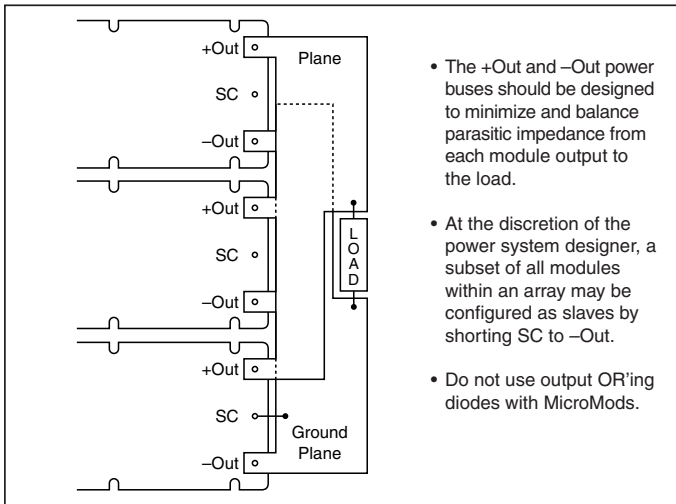 +Out
Plane
SC
–Out
+Out
SC
–Out
LOAD
+Out
SC
Ground
Plane
–Out
• The +Out and –Out power
buses should be designed
to minimize and balance
parasitic impedance from
each module output to
the load.
• At the discretion of the
power system designer, a
subset of all modules
within an array may be
configured as slaves by
shorting SC to –Out.
• Do not use output OR'ing
diodes with MicroMods.